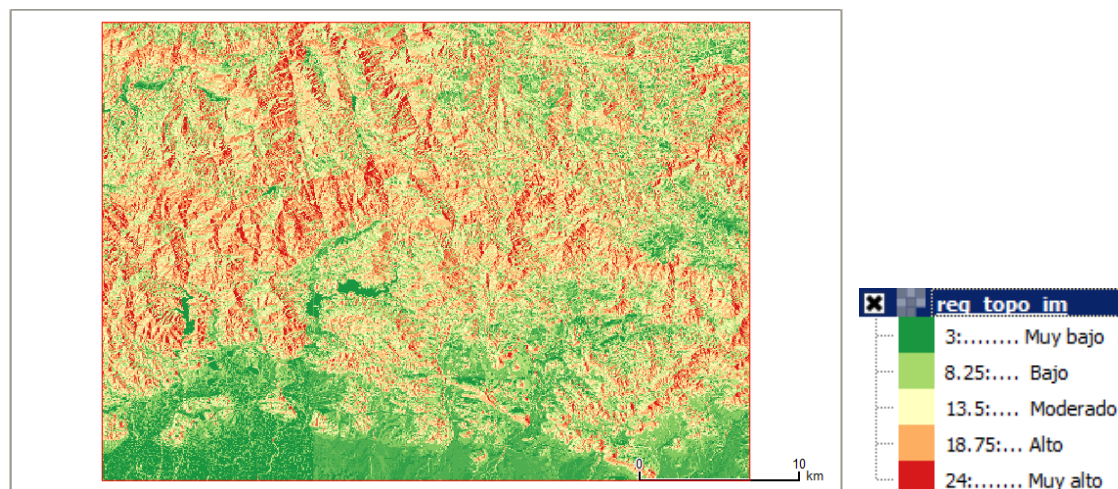 0
10
km
reg_topo_im
3:........ Muy bajo
8.25:.... Bajo
13.5:.... Moderado
18.75:... Alto
24:....... Muy alto